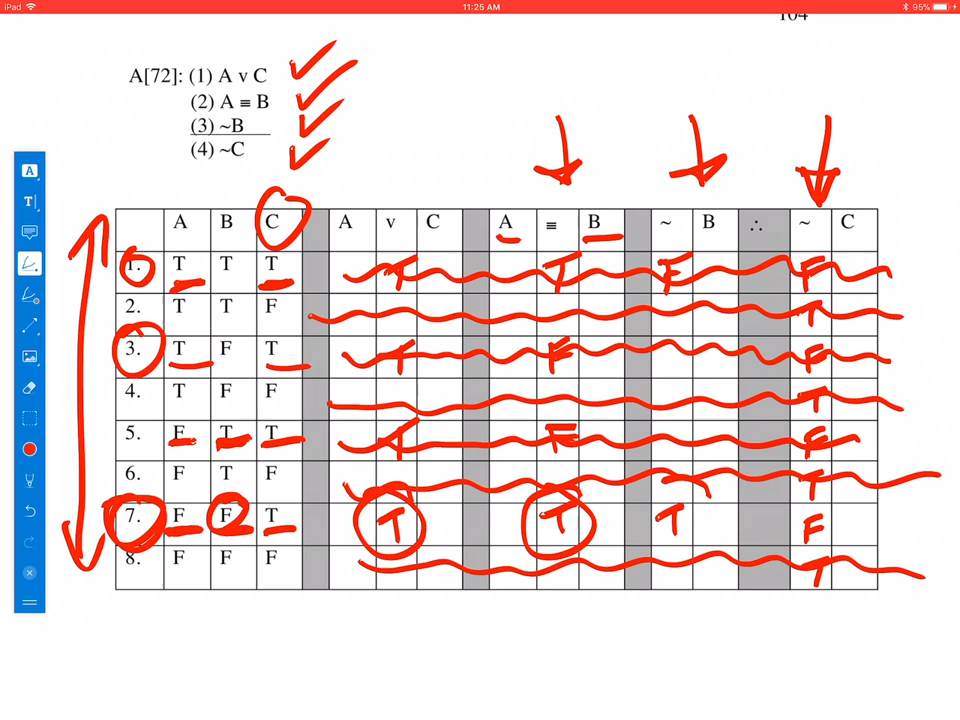 iPad 11:25 AM 95%
104
A[72]: (1) A v C
(2) A ≡ B
(3) ~B
(4) ~C
A B C A v C A ≡ B ~ B ∴ ~ C
1. T T T T T F F
2. T T F T
3. T F T T F F
4. T F F T
5. F T T T F F
6. F T F T
7. F F T T T T F
8. F F F T
A
T